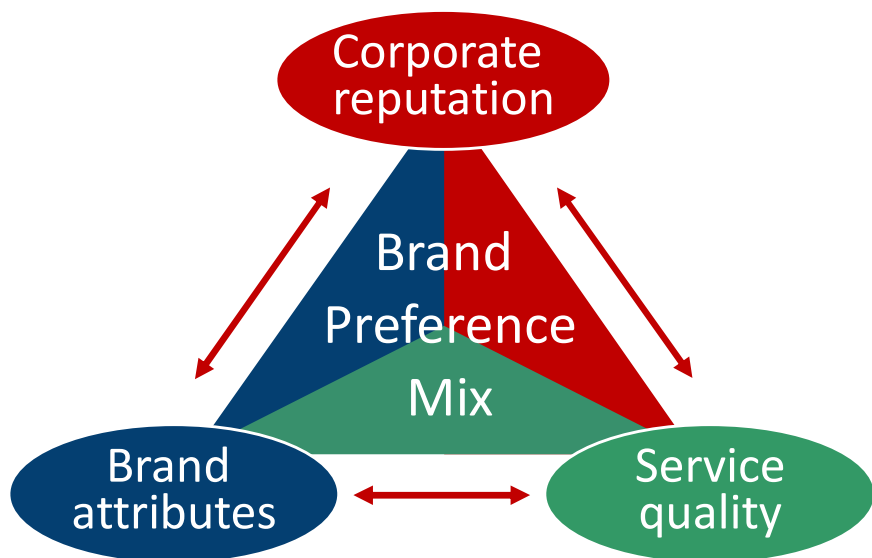 Corporate
reputation
Brand
Preference
Mix
Brand
attributes
Service
quality